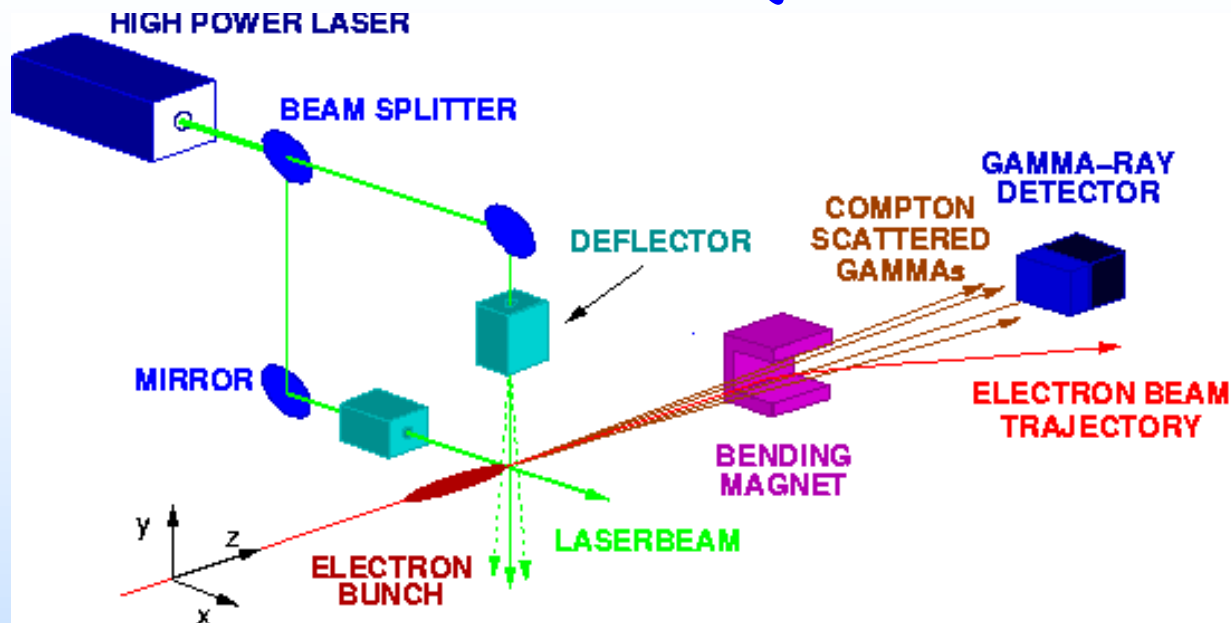 HIGH POWER LASER
BEAM SPLITTER
GAMMA–RAY
DETECTOR
COMPTON
SCATTERED
GAMMAs
DEFLECTOR
MIRROR
ELECTRON BEAM
TRAJECTORY
BENDING
MAGNET
LASERBEAM
ELECTRON
BUNCH
y
z
x